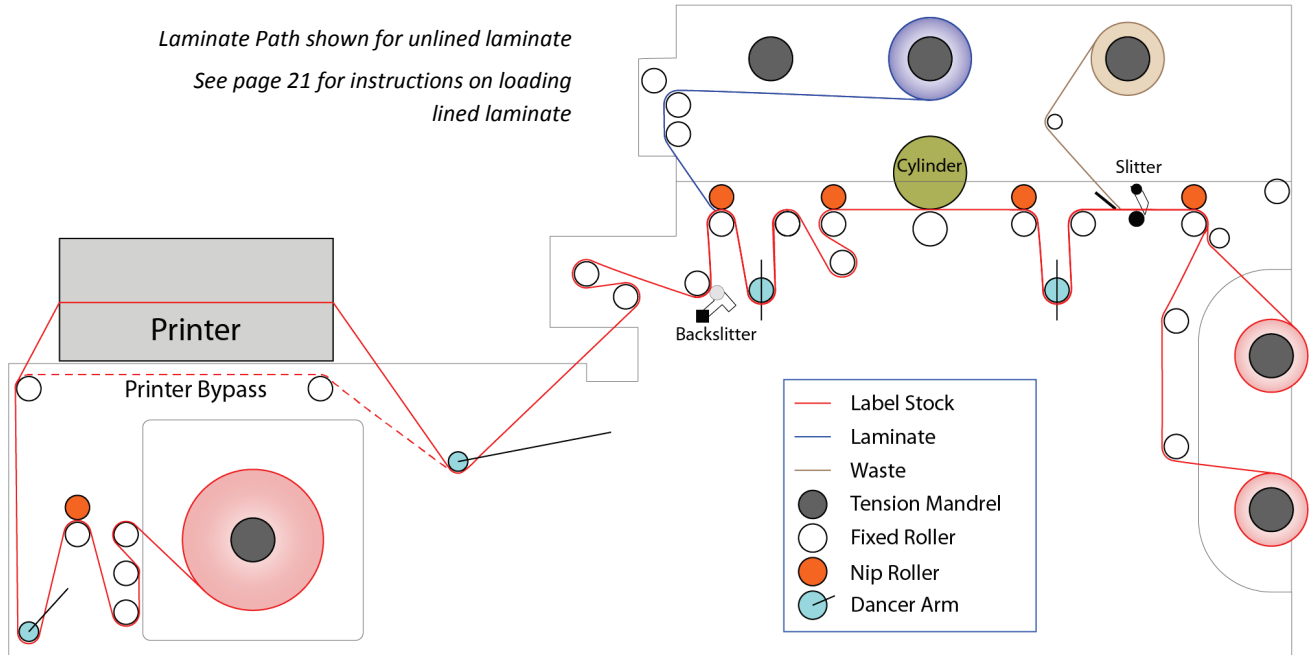 Laminate Path shown for unlined laminate
See page 21 for instructions on loading
lined laminate
Cylinder
Slitter
Backslitter
Printer
Printer Bypass
Label Stock
Laminate
Waste
Tension Mandrel
Fixed Roller
Nip Roller
Dancer Arm